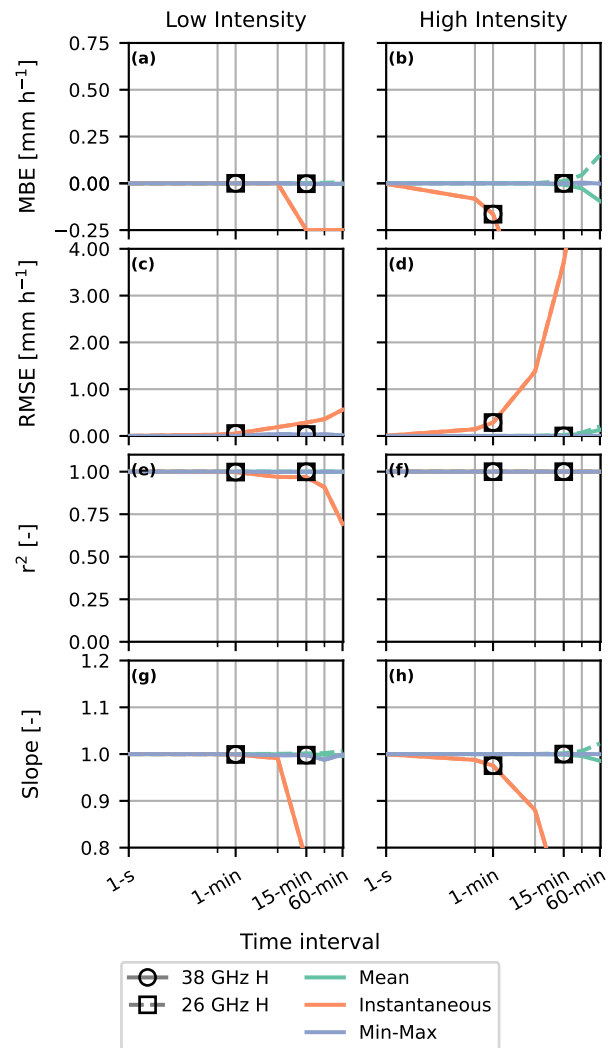 Low Intensity High Intensity
(a) (b)
0.75
0.50
0.25
0.00
−0.25
MBE [mm h⁻¹]
(c) (d)
4.00
3.00
2.00
1.00
0.00
RMSE [mm h⁻¹]
(e) (f)
1.00
0.75
0.50
0.25
0.00
r² [-]
(g) (h)
1.2
1.1
1.0
0.9
0.8
Slope [-]
1-s 1-min 15-min 60-min 1-s 1-min 15-min 60-min
Time interval
38 GHz H Mean
26 GHz H Instantaneous
Min-Max